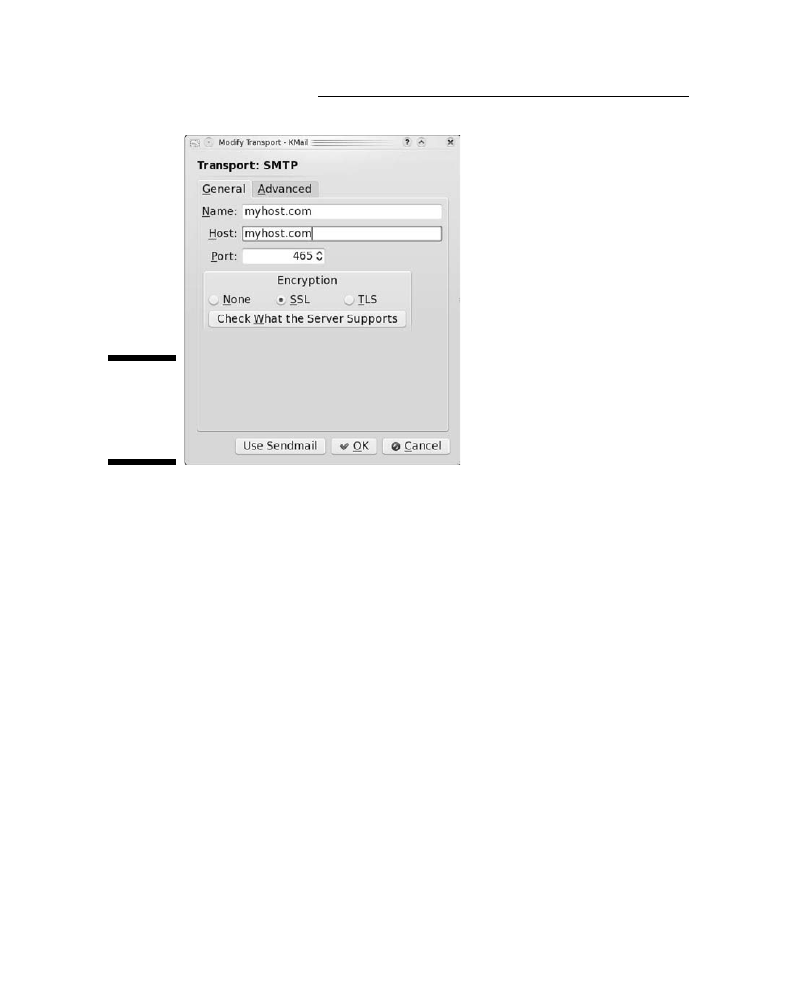 Modify Transport - KMail
Transport: SMTP
General Advanced
Name: myhost.com
Host: myhost.com
Port: 465
Encryption
None SSL TLS
Check What the Server Supports
Use Sendmail OK Cancel